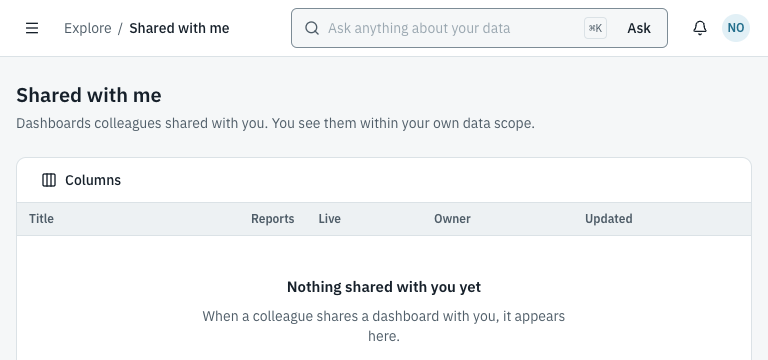 Explore / Shared with me
Ask anything about your data
⌘K
Ask
NO
Shared with me
Dashboards colleagues shared with you. You see them within your own data scope.
Columns
Title Reports Live Owner Updated
Nothing shared with you yet
When a colleague shares a dashboard with you, it appears
here.